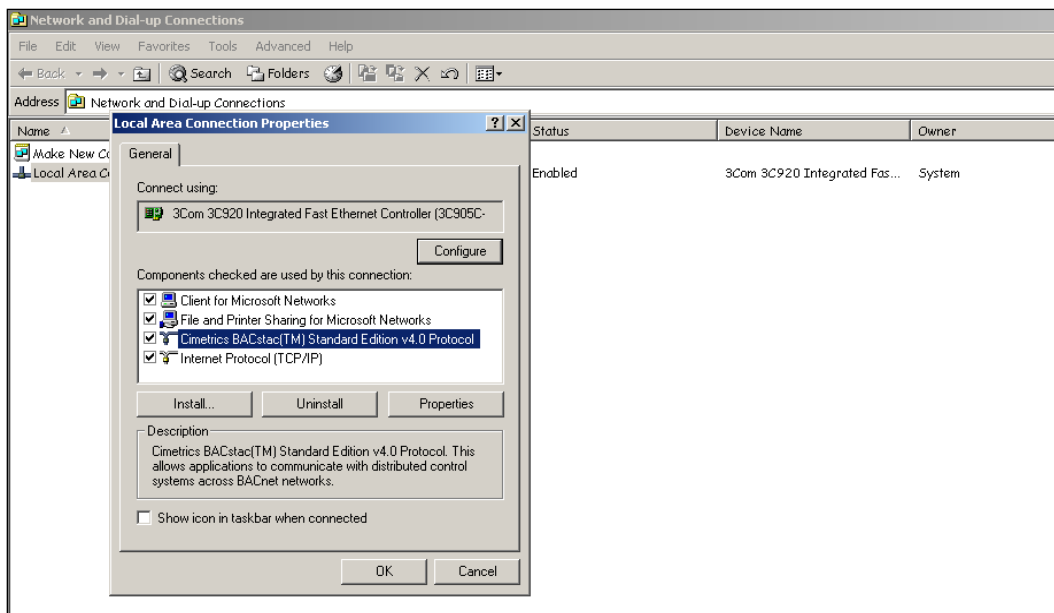 Network and Dial-up Connections
File Edit View Favorites Tools Advanced Help
Back Search Folders
Address Network and Dial-up Connections
Name Status Device Name Owner
Make New Co
Local Area C Enabled 3Com 3C920 Integrated Fas... System
Local Area Connection Properties
General
Connect using:
3Com 3C920 Integrated Fast Ethernet Controller (3C905C-
Configure
Components checked are used by this connection:
Client for Microsoft Networks
File and Printer Sharing for Microsoft Networks
Cimetrics BACstac(TM) Standard Edition v4.0 Protocol
Internet Protocol (TCP/IP)
Install... Uninstall Properties
Description
Cimetrics BACstac(TM) Standard Edition v4.0 Protocol. This
allows applications to communicate with distributed control
systems across BACnet networks.
Show icon in taskbar when connected
OK Cancel